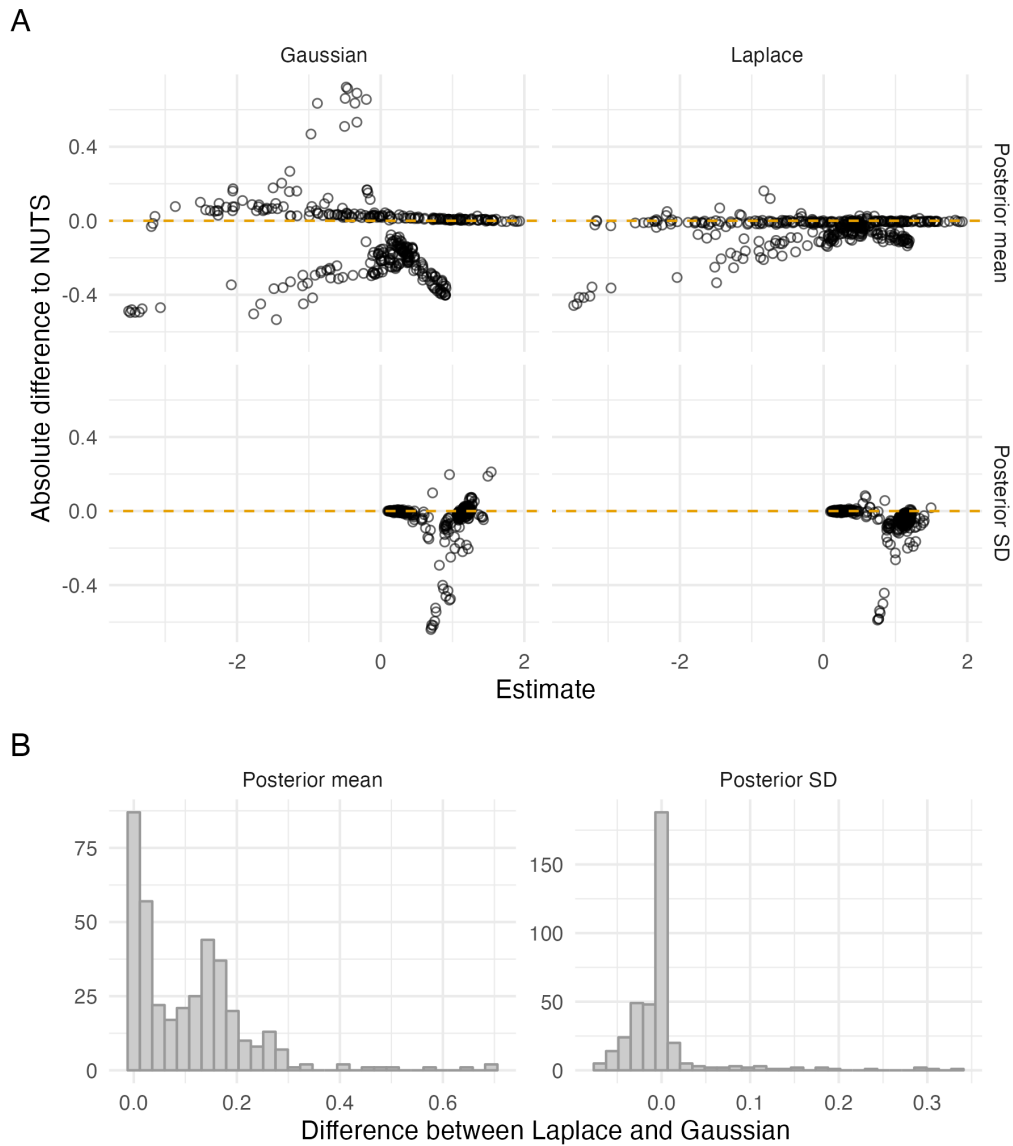 A
Gaussian
Laplace
Absolute difference to NUTS
0.4
0.0
-0.4
Posterior mean
0.4
0.0
-0.4
Posterior SD
-2
0
2
-2
0
2
Estimate
B
Posterior mean
Posterior SD
75
50
25
0
150
100
50
0
0.0
0.2
0.4
0.6
0.0
0.1
0.2
0.3
Difference between Laplace and Gaussian